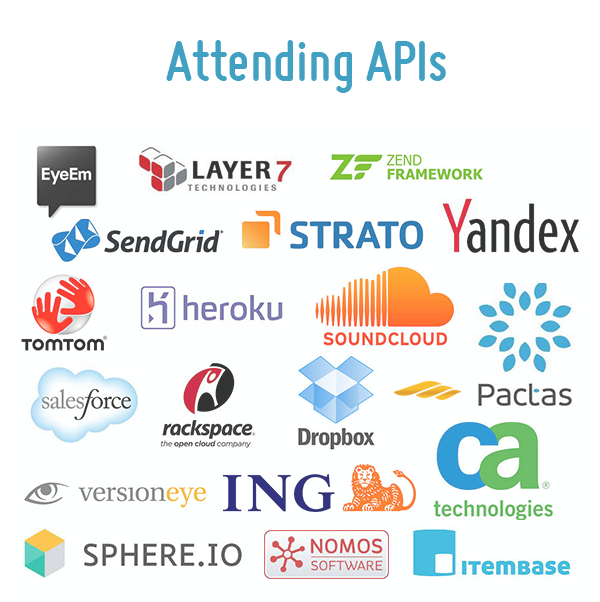 Attending APIs
EyeEm
LAYER 7
TECHNOLOGIES
ZF ZEND
FRAMEWORK
SendGrid
STRATO
Yandex
TOMTOM
heroku
SOUNDCLOUD
salesforce
rackspace
the open cloud company
Dropbox
Pactas
versioneye
ING
ca
technologies
SPHERE.IO
NOMOS
SOFTWARE
ITEMBASE